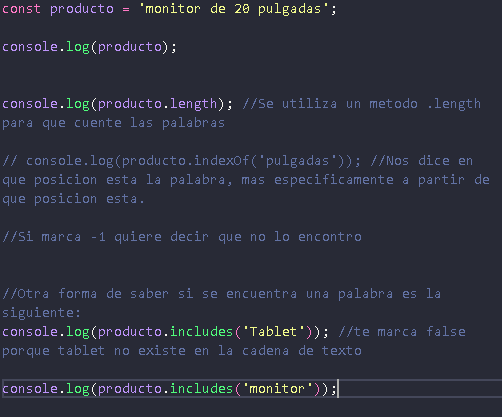 const producto = 'monitor de 20 pulgadas';
console.log(producto);
console.log(producto.length); //Se utiliza un metodo .length
para que cuente las palabras
// console.log(producto.indexOf('pulgadas')); //Nos dice en
que posicion esta la palabra, mas especificamente a partir de
que posicion esta.
//Si marca -1 quiere decir que no lo encontro
//Otra forma de saber si se encuentra una palabra es la
siguiente:
console.log(producto.includes('Tablet')); //te marca false
porque tablet no existe en la cadena de texto
console.log(producto.includes('monitor'));